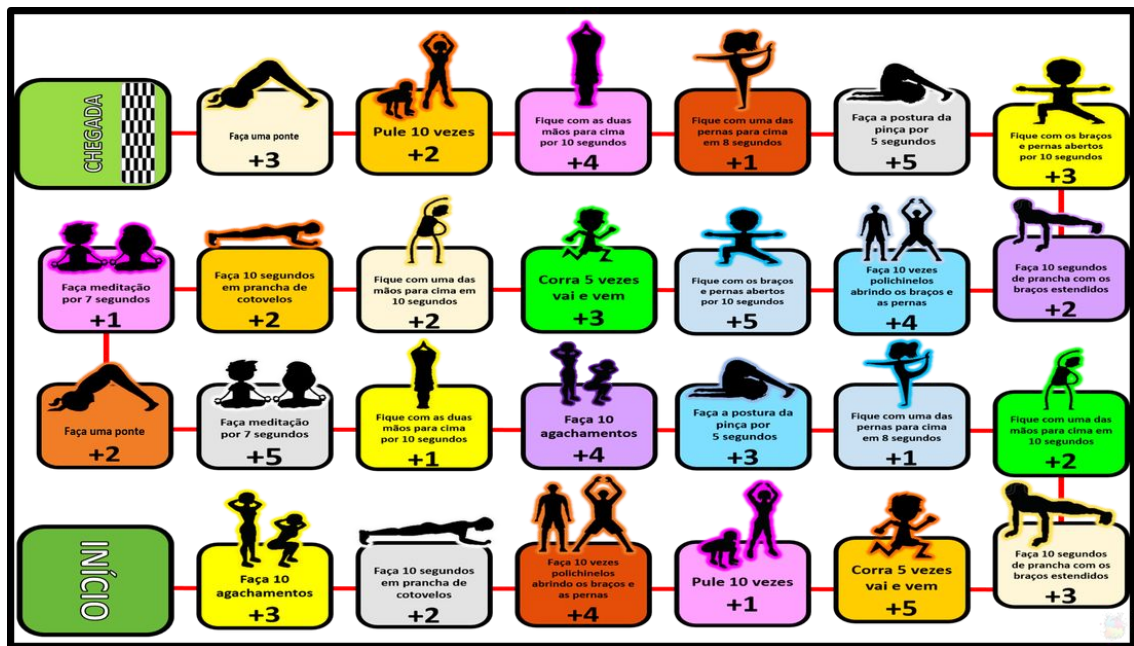 CHEGADA
Faça uma ponte
+3
Pule 10 vezes
+2
Fique com as duas
mãos para cima
por 10 segundos
+4
Fique com uma das
pernas para cima
em 8 segundos
+1
Faça a postura da
pinça por
5 segundos
+5
Fique com os braços
e pernas abertos
por 10 segundos
+3
Faça meditação
por 7 segundos
+1
Faça 10 segundos
em prancha de
cotovelos
+2
Fique com uma das
mãos para cima em
10 segundos
+2
Corra 5 vezes
vai e vem
+3
Fique com os braços
e pernas abertos
por 10 segundos
+5
Faça 10 vezes
polichinelos
abrindo os braços e
as pernas
+4
Faça 10 segundos
de prancha com os
braços estendidos
+2
Faça uma ponte
+2
Faça meditação
por 7 segundos
+5
Fique com as duas
mãos para cima
por 10 segundos
+1
Faça 10
agachamentos
+4
Faça a postura da
pinça por
5 segundos
+3
Fique com uma das
pernas para cima
em 8 segundos
+1
Fique com uma das
mãos para cima em
10 segundos
+2
INÍCIO
Faça 10
agachamentos
+3
Faça 10 segundos
em prancha de
cotovelos
+2
Faça 10 vezes
polichinelos
abrindo os braços e
as pernas
+4
Pule 10 vezes
+1
Corra 5 vezes
vai e vem
+5
Faça 10 segundos
de prancha com os
braços estendidos
+3